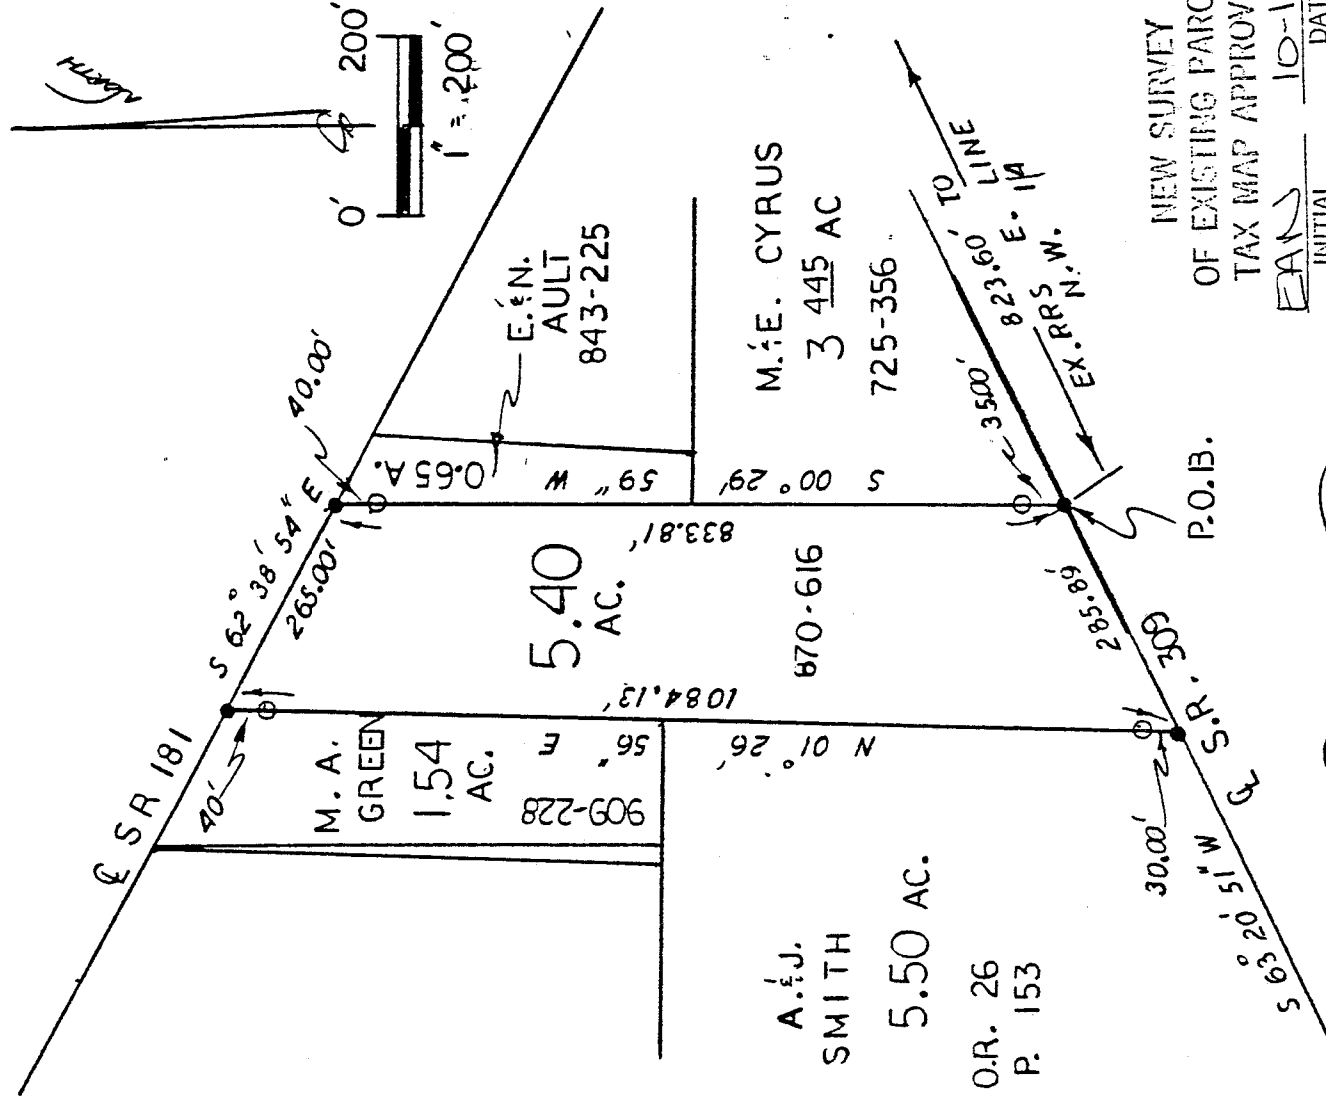 NORTH
0' 200'
1" = 200'
40.00'
S 62° 38' 54" E
265.00'
℄ SR 181
40'
E. & N.
AULT
843-225
0.65 A.
M. & E. CYRUS
3 445 AC
725-356
S 00° 29' 59" W
833.81'
5.40
AC.
870-616
1084.13'
N 01° 26' 56" E
M. A.
GREEN
1.54
AC.
909-228
A. & J.
SMITH
5.50 AC.
O.R. 26
P. 153
35.00'
823.60' TO
EX. RRS E. LINE
N.W. 1/4
P.O.B.
285.89'
℄ S.R. 309
30.00'
S 63° 20' 51" W
NEW SURVEY
OF EXISTING PARC
TAX MAP APPROV
10-1
INITIAL DAT